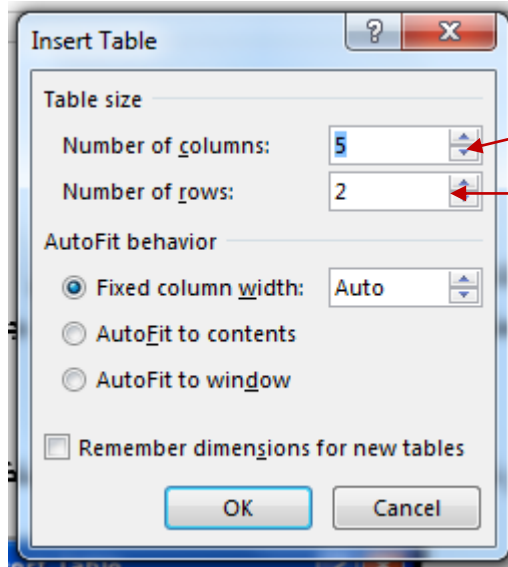 Insert Table
Table size
Number of columns: 5
Number of rows: 2
AutoFit behavior
Fixed column width: Auto
AutoFit to contents
AutoFit to window
Remember dimensions for new tables
OK Cancel